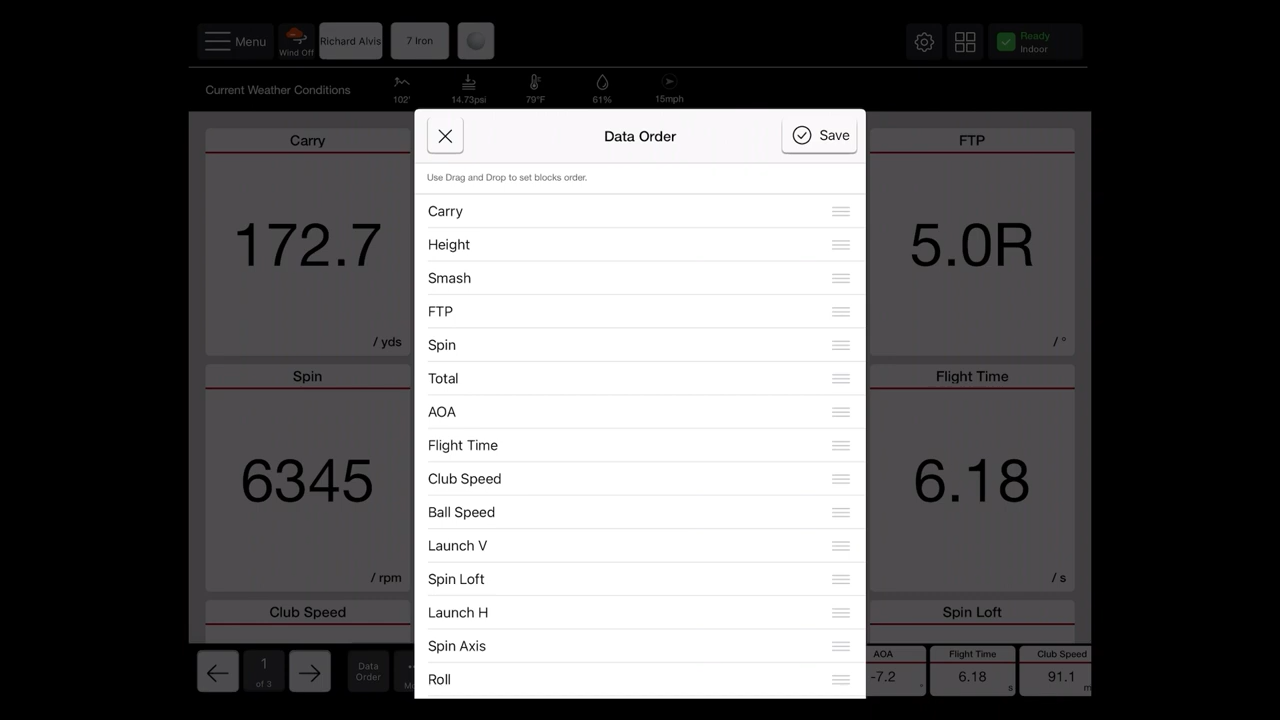 Menu
Wind Off
Richard Alvis
7 Iron
Ready
Indoor
Current Weather Conditions
102'
14.73psi
79°F
61%
15mph
Data Order
Save
Use Drag and Drop to set blocks order.
Carry
Height
Smash
FTP
Spin
Total
AOA
Flight Time
Club Speed
Ball Speed
Launch V
Spin Loft
Launch H
Spin Axis
Roll
Carry
172.7
/ yds
FTP
5.0R
/ °
Spin
6345
/ rpm
Flight Time
6.18
/ s
Club Speed
Spin Loft
1
of 3
Data
Order
AOA
-7.2
Flight Time
6.18
s
Club Speed
91.1